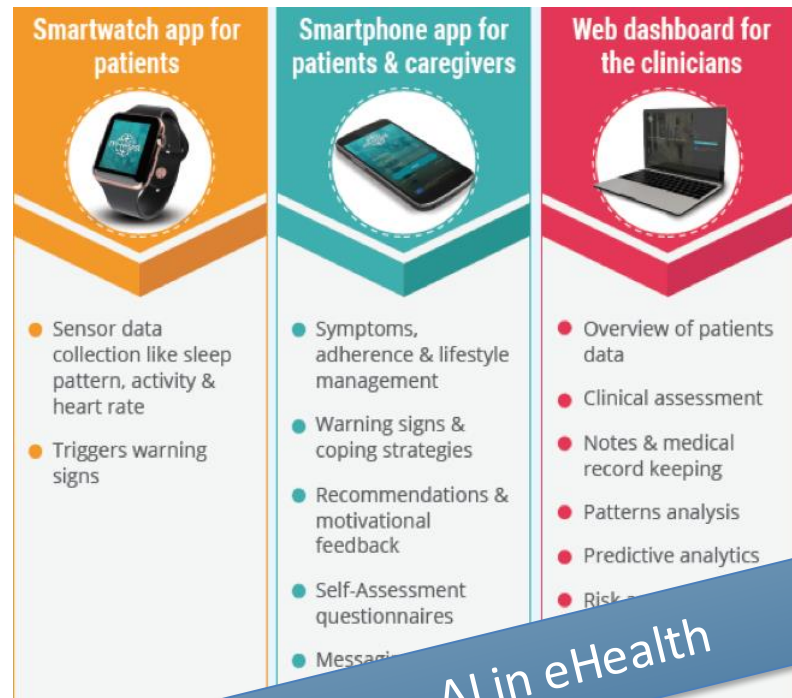 Smartwatch app for
patients
Sensor data
collection like sleep
pattern, activity &
heart rate
Triggers warning
signs
Smartphone app for
patients & caregivers
Symptoms,
adherence & lifestyle
management
Warning signs &
coping strategies
Recommendations &
motivational
feedback
Self-Assessment
questionnaires
Web dashboard for
the clinicians
Overview of patients
data
Clinical assessment
Notes & medical
record keeping
Patterns analysis
Predictive analytics
Risk
AI in eHealth